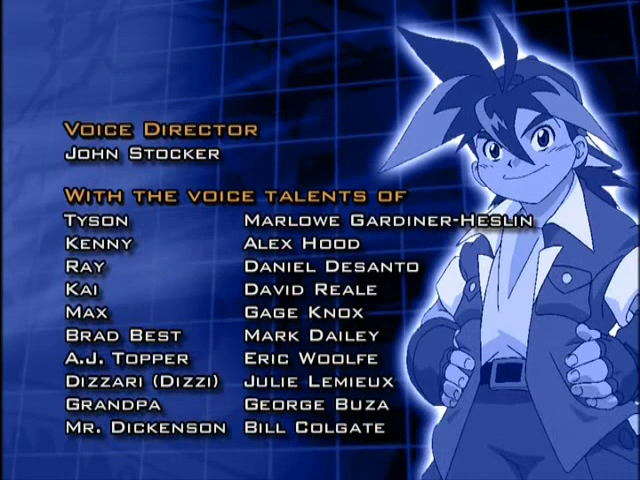 VOICE DIRECTOR
JOHN STOCKER
WITH THE VOICE TALENTS OF
TYSON MARLOWE GARDINER-HESLIN
KENNY ALEX HOOD
RAY DANIEL DESANTO
KAI DAVID REALE
MAX GAGE KNOX
BRAD BEST MARK DAILEY
A.J. TOPPER ERIC WOOLFE
DIZZARI (DIZZI) JULIE LEMIEUX
GRANDPA GEORGE BUZA
MR. DICKENSON BILL COLGATE